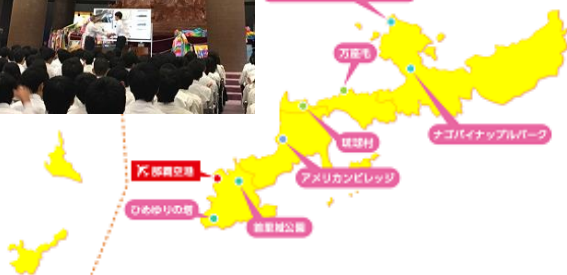 万座毛
ナゴパイナップルパーク
琉球村
那覇空港
アメリカンビレッジ
ひめゆりの塔
首里城公園